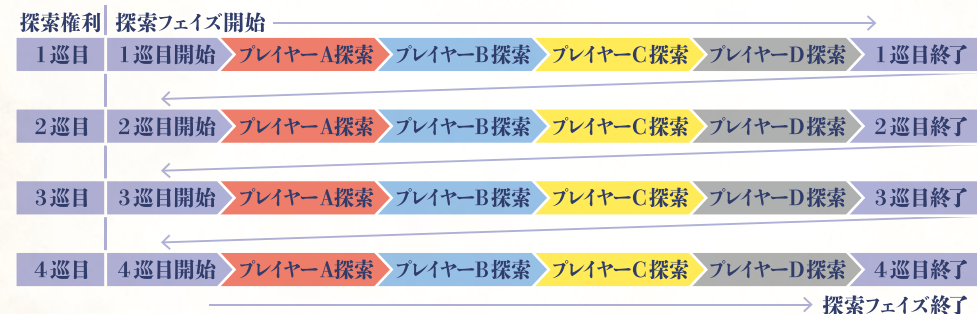 探索権利 探索フェイズ開始
1巡目 1巡目開始 プレイヤーA探索 プレイヤーB探索 プレイヤーC探索 プレイヤーD探索 1巡目終了
2巡目 2巡目開始 プレイヤーA探索 プレイヤーB探索 プレイヤーC探索 プレイヤーD探索 2巡目終了
3巡目 3巡目開始 プレイヤーA探索 プレイヤーB探索 プレイヤーC探索 プレイヤーD探索 3巡目終了
4巡目 4巡目開始 プレイヤーA探索 プレイヤーB探索 プレイヤーC探索 プレイヤーD探索 4巡目終了
探索フェイズ終了